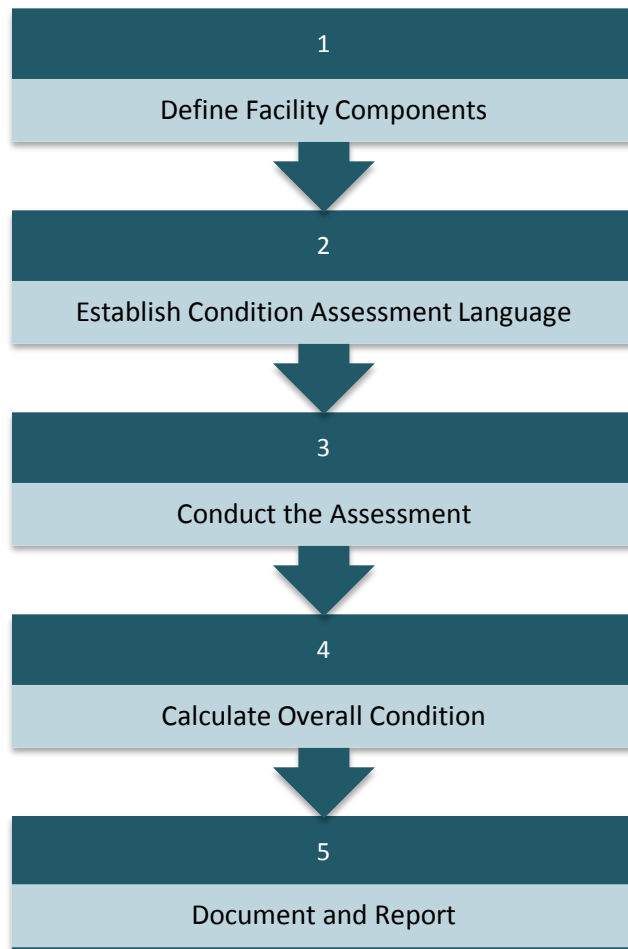 1
Define Facility Components
2
Establish Condition Assessment Language
3
Conduct the Assessment
4
Calculate Overall Condition
5
Document and Report